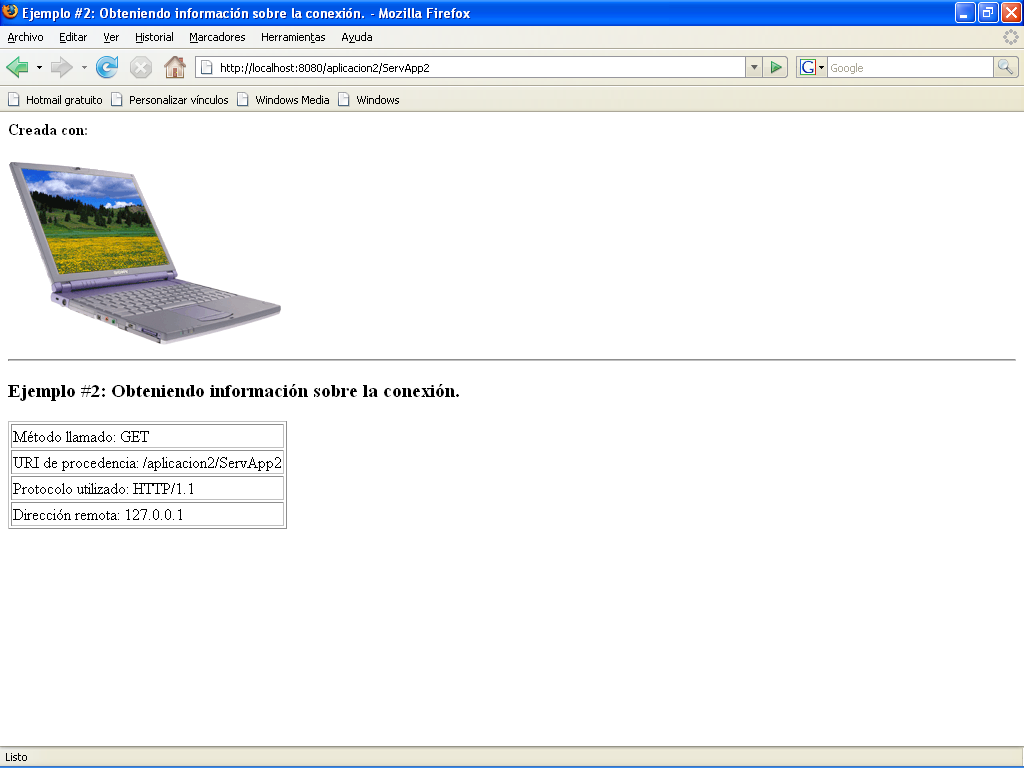 Ejemplo #2: Obteniendo información sobre la conexión. - Mozilla Firefox
Archivo Editar Ver Historial Marcadores Herramientas Ayuda
http://localhost:8080/aplicacion2/ServApp2 G Google
Hotmail gratuito Personalizar vínculos Windows Media Windows
Creada con:
Ejemplo #2: Obteniendo información sobre la conexión.
Método llamado: GET
URI de procedencia: /aplicacion2/ServApp2
Protocolo utilizado: HTTP/1.1
Dirección remota: 127.0.0.1
Listo